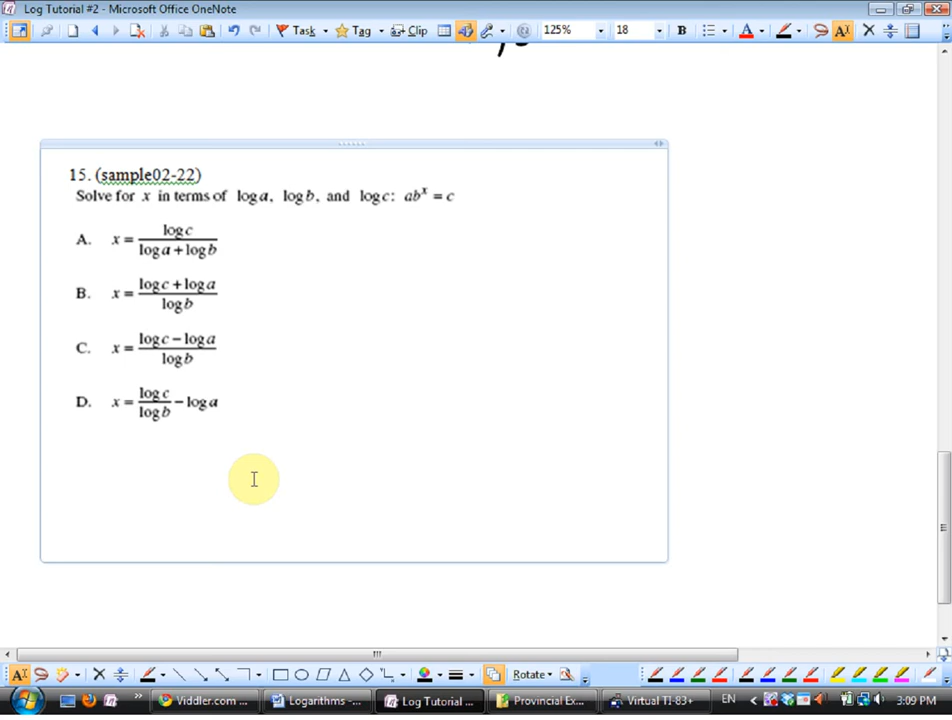 Log Tutorial #2 - Microsoft Office OneNote
Task Tag Clip 125% 18 B A
15. (sample02-22)
Solve for x in terms of log a, log b, and log c: abˣ = c
A. x = log c / (log a + log b)
B. x = (log c + log a) / log b
C. x = (log c − log a) / log b
D. x = log c / log b − log a
Rotate
Viddler.com ... Logarithms -... Log Tutorial ... Provincial Ex... Virtual TI-83+ EN 3:09 PM